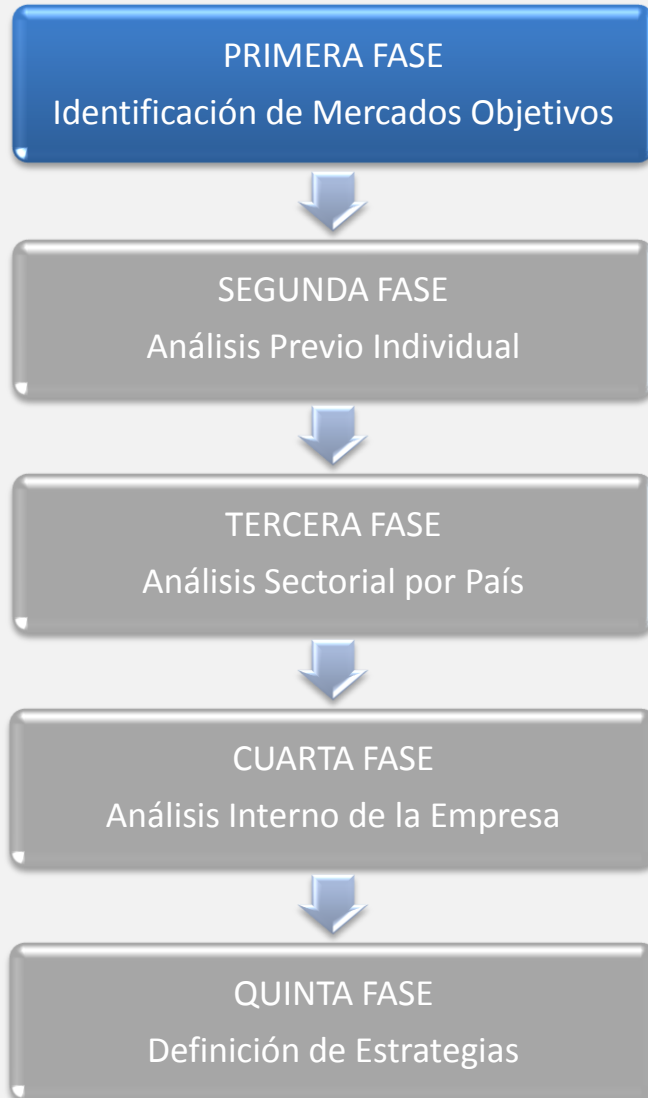 PRIMERA FASE
Identificación de Mercados Objetivos
SEGUNDA FASE
Análisis Previo Individual
TERCERA FASE
Análisis Sectorial por País
CUARTA FASE
Análisis Interno de la Empresa
QUINTA FASE
Definición de Estrategias